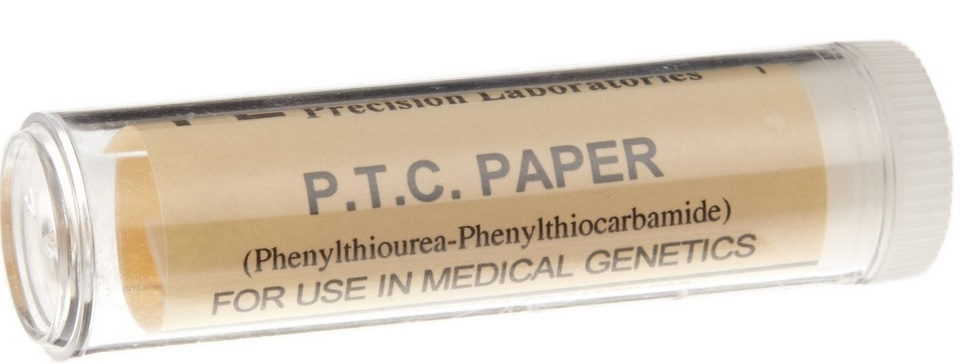 Precision Laboratories
P.T.C. PAPER
(Phenylthiourea-Phenylthiocarbamide)
FOR USE IN MEDICAL GENETICS